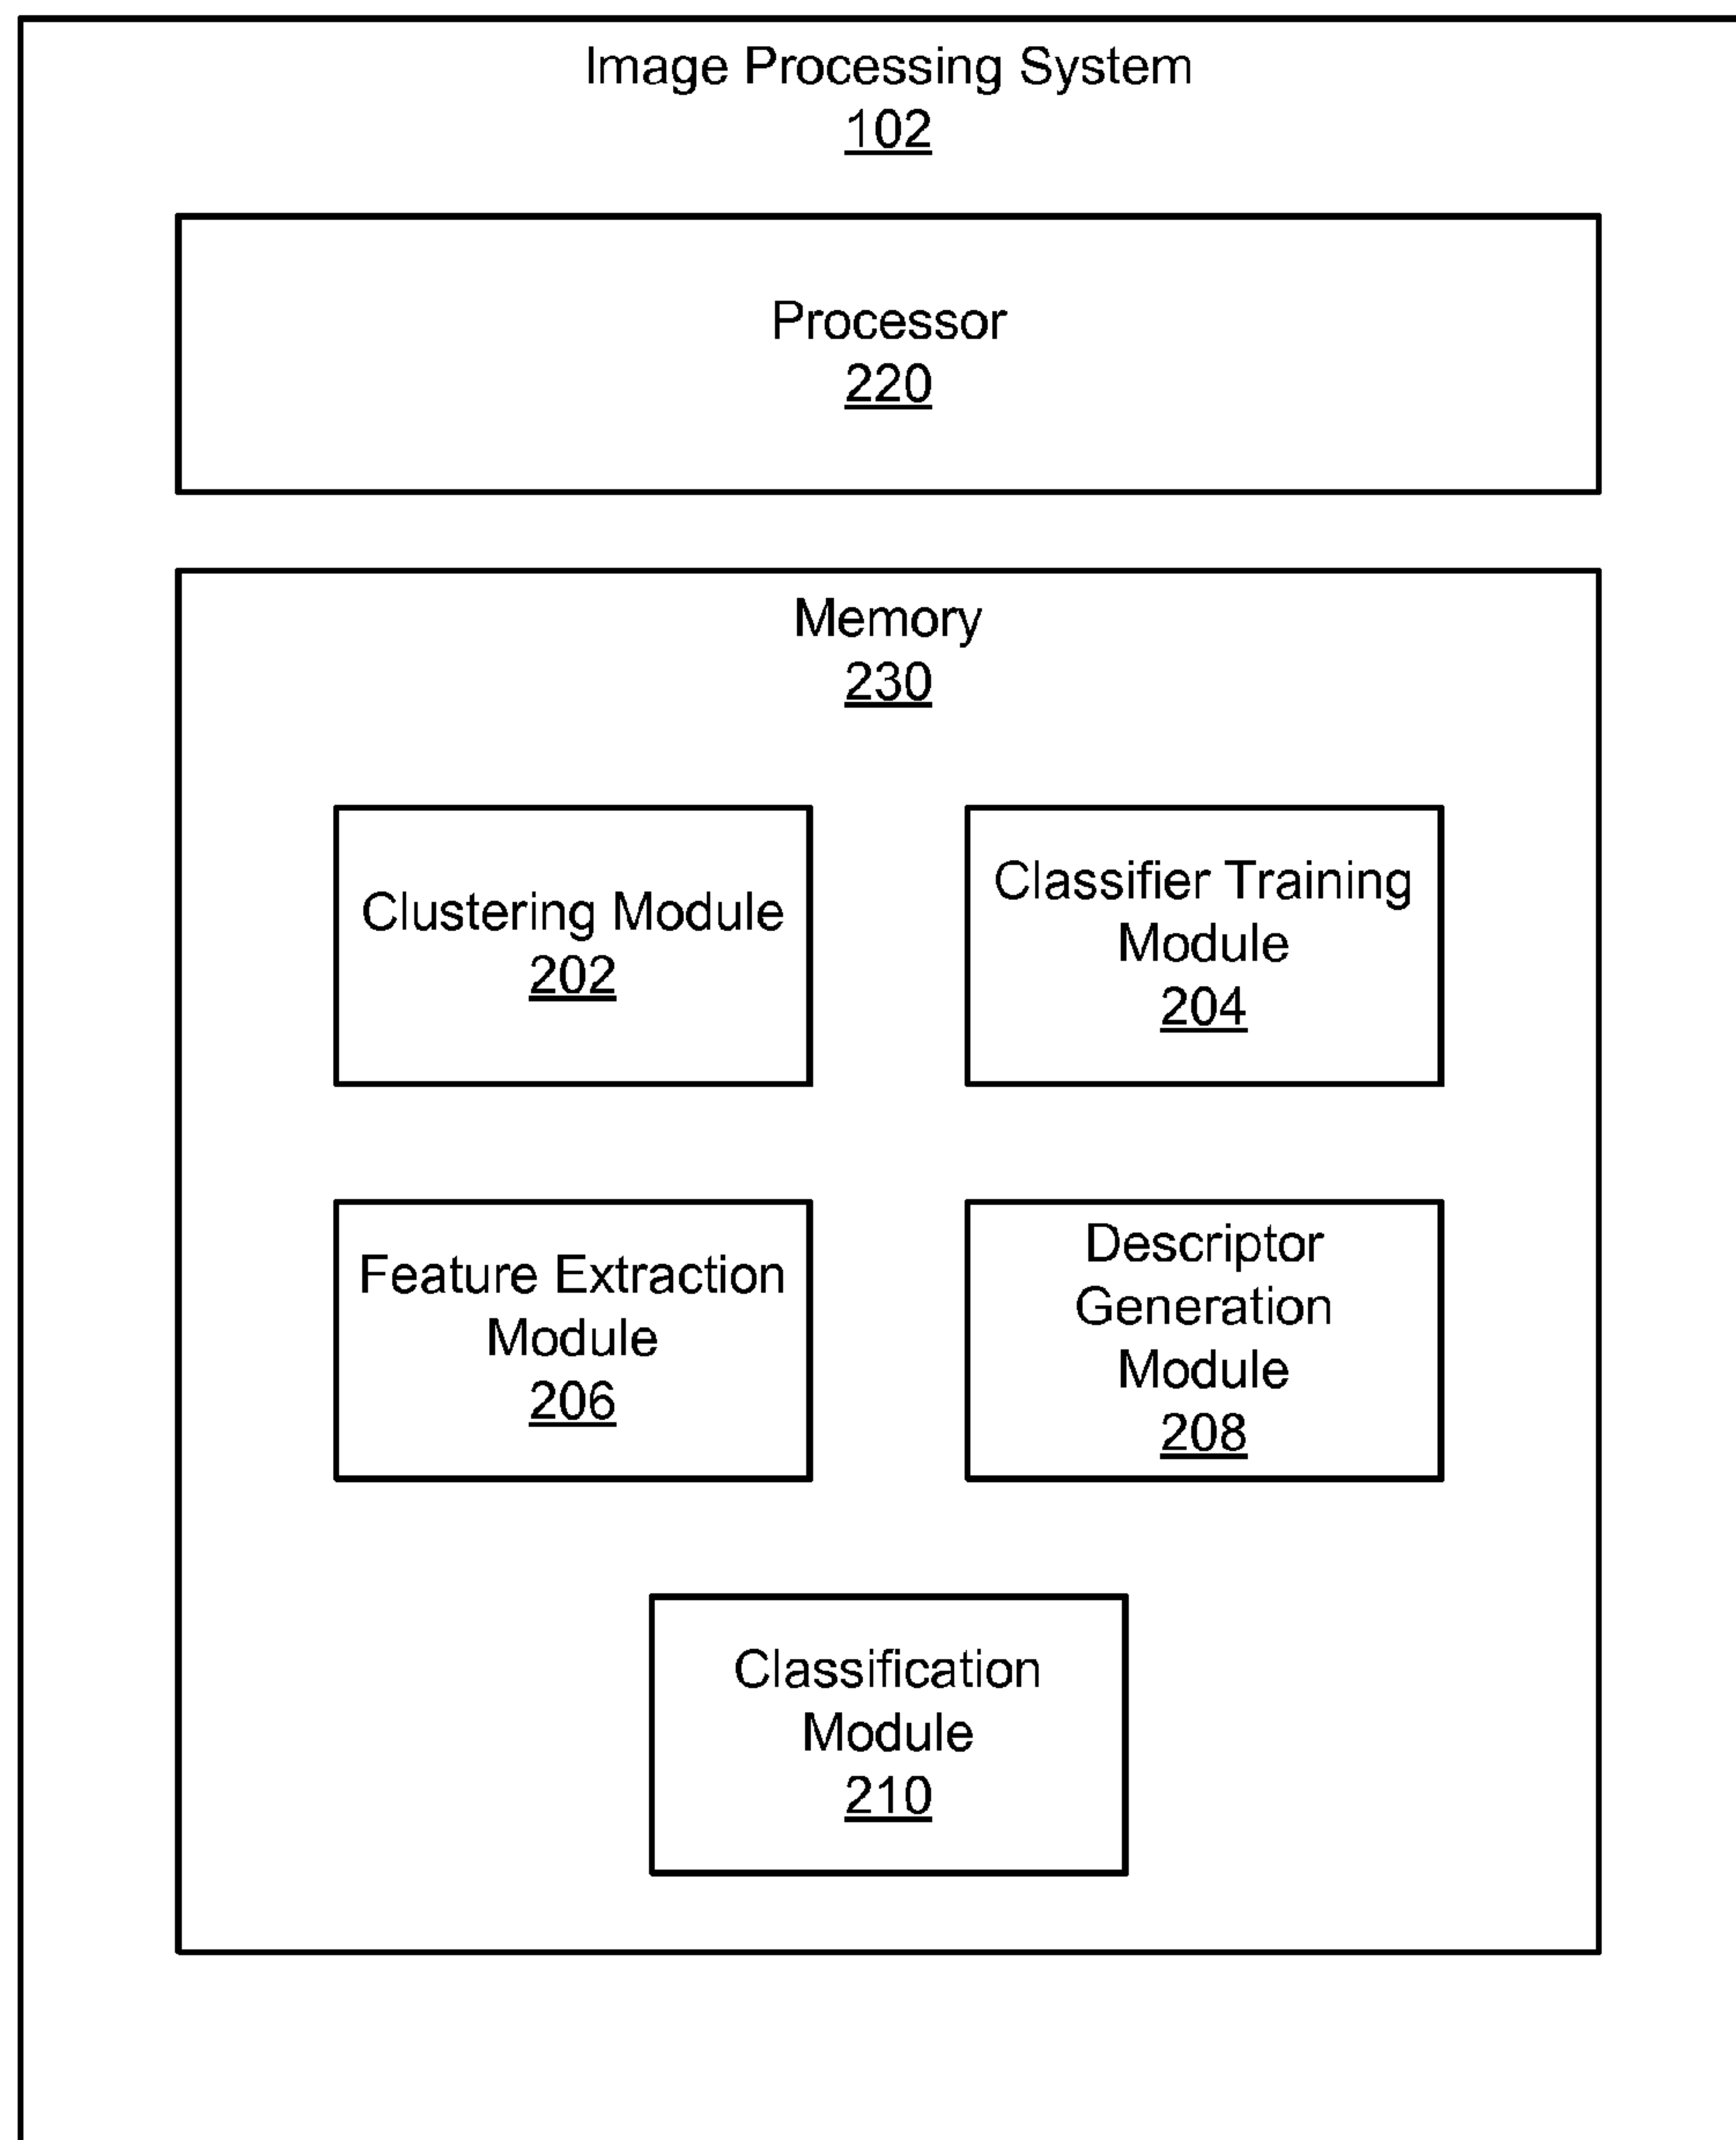 Image Processing System
102
Processor
220
Memory
230
Clustering Module
202
Classifier Training
Module
204
Feature Extraction
Module
206
Descriptor
Generation
Module
208
Classification
Module
210